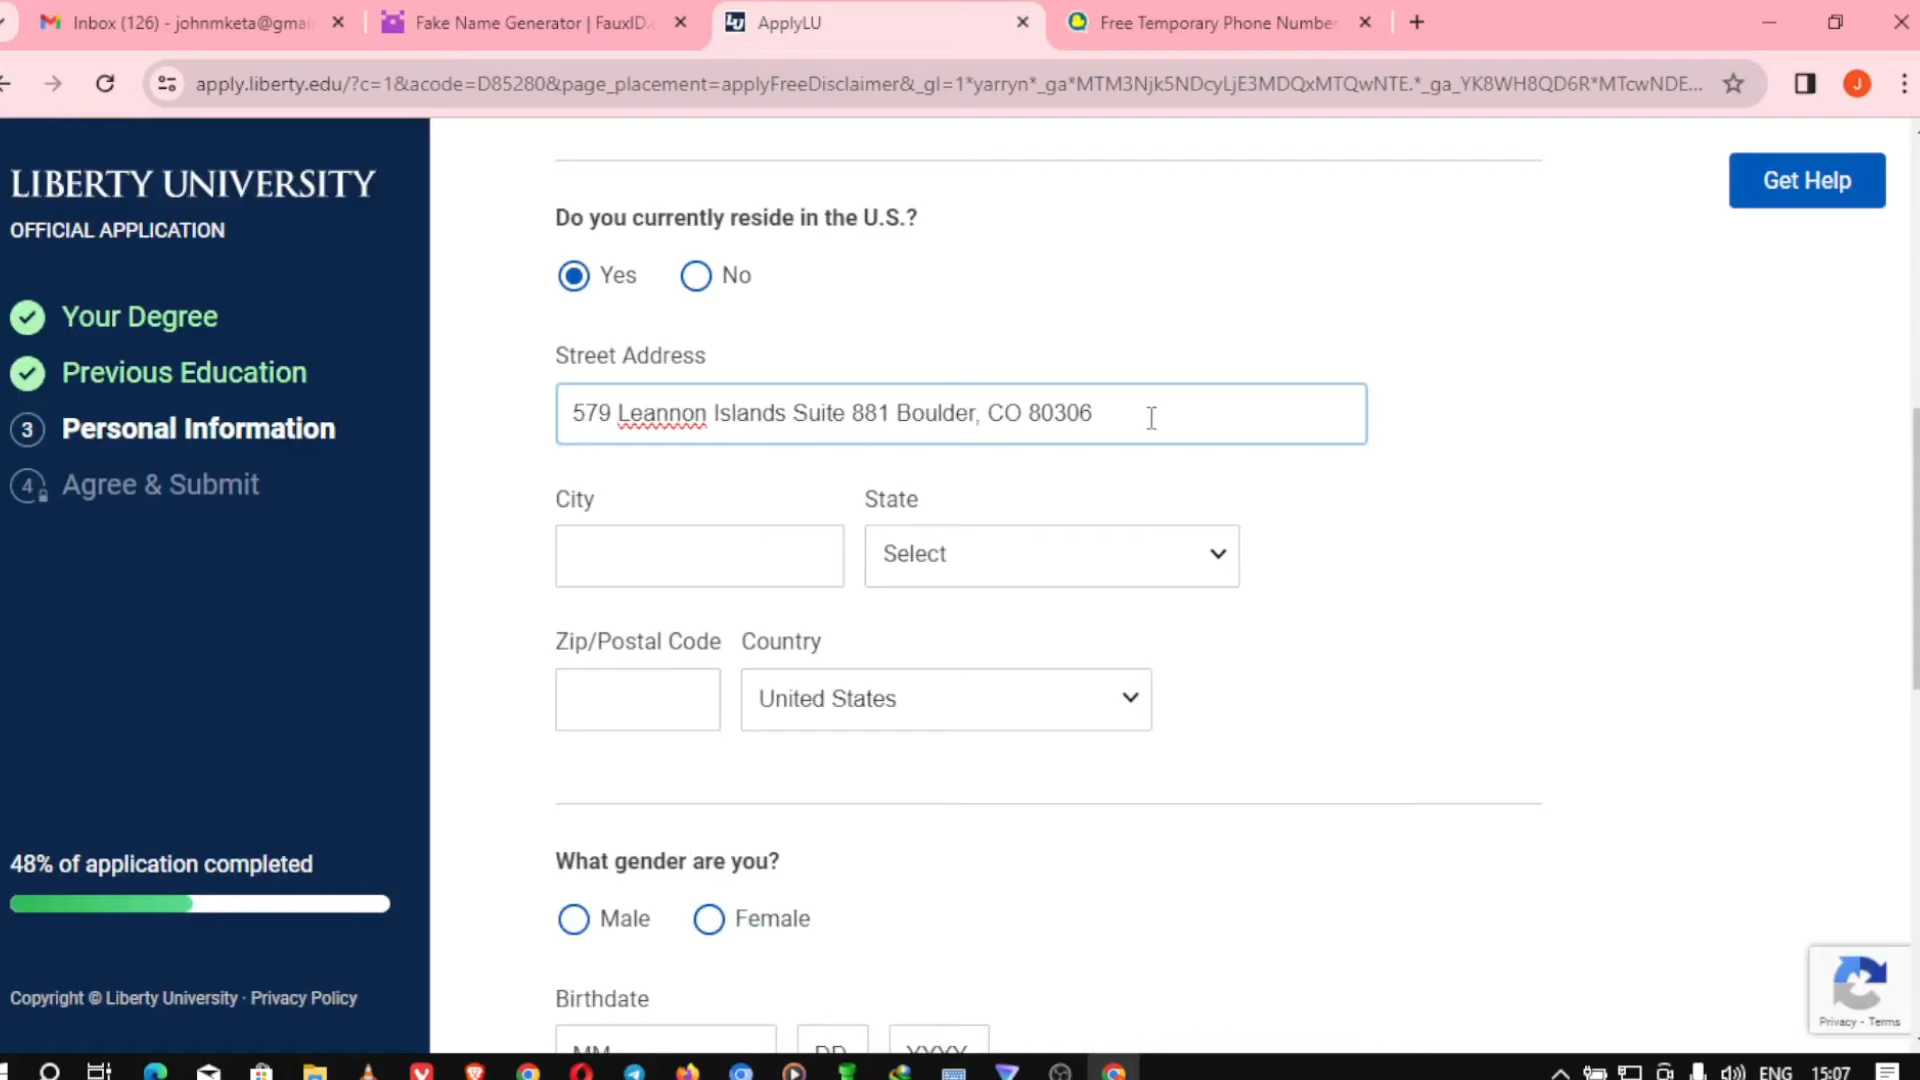 Inbox (126) - johnmketa@gmai
Fake Name Generator | FauxID.c
ApplyLU
Free Temporary Phone Number
apply.liberty.edu/?c=1&acode=D85280&page_placement=applyFreeDisclaimer&_gl=1*yarryn*_ga*MTM3Njk5NDcyLjE3MDQxMTQwNTE.*_ga_YK8WH8QD6R*MTcwNDE...
J
LIBERTY UNIVERSITY
OFFICIAL APPLICATION
Your Degree
Previous Education
3 Personal Information
4 Agree & Submit
48% of application completed
Copyright © Liberty University · Privacy Policy
Get Help
Do you currently reside in the U.S.?
Yes No
Street Address
579 Leannon Islands Suite 881 Boulder, CO 80306
City State
Select
Zip/Postal Code Country
United States
What gender are you?
Male Female
Birthdate
MM DD YYYY
Privacy - Terms
ENG 15:07